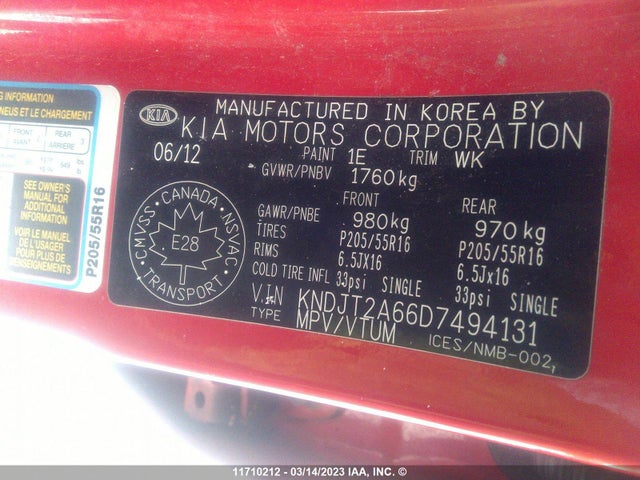 G INFORMATION
NEUS ET LE CHARGEMENT
FRONT
AVANT
REAR
ARRIERE
3
SEE OWNER'S
MANUAL FOR
ADDITIONAL
INFORMATION
VOIR LE MANUEL
DE L'USAGER
POUR PLUS DE
RENSEIGNEMENTS
P205/55R16
KIA
MANUFACTURED IN KOREA BY
KIA MOTORS CORPORATION
06/12 PAINT 1E TRIM WK
GVWR/PNBV 1760kg
FRONT REAR
GAWR/PNBE 980kg 970kg
TIRES P205/55R16 P205/55R16
RIMS 6.5JX16 6.5Jx16
COLD TIRE INFL 33psi SINGLE 33psi SINGLE
V.I.N KNDJT2A66D7494131
TYPE MPV/VTUM ICES/NMB-002,
CANADA
CMVSS NSVAC
E28
TRANSPORT
11710212 - 03/14/2023 IAA, INC. ©